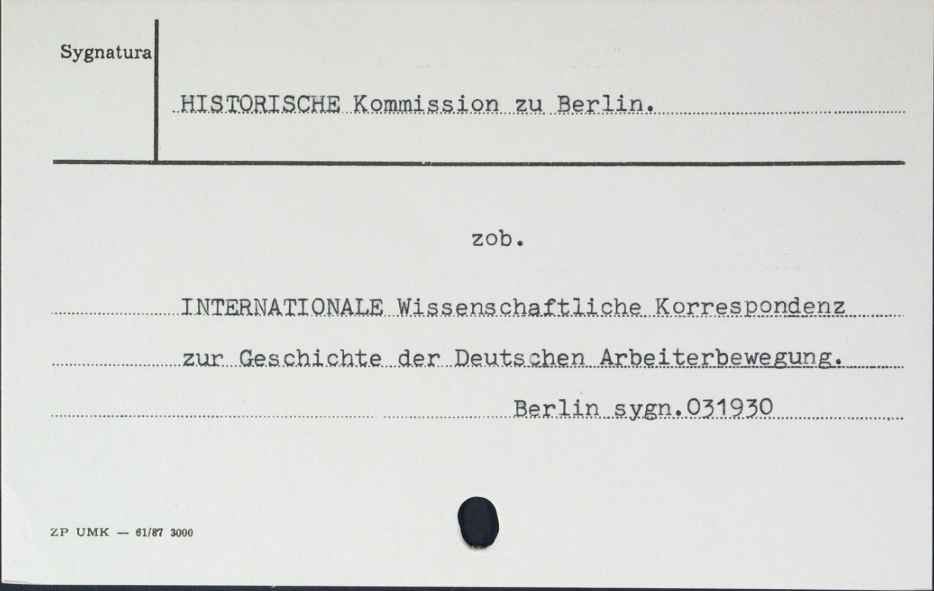 Sygnatura
HISTORISCHE Kommission zu Berlin.
zob.
INTERNATIONALE Wissenschaftliche Korrespondenz
zur Geschichte der Deutschen Arbeiterbewegung.
Berlin sygn.031930
ZP UMK — 61/87 3000